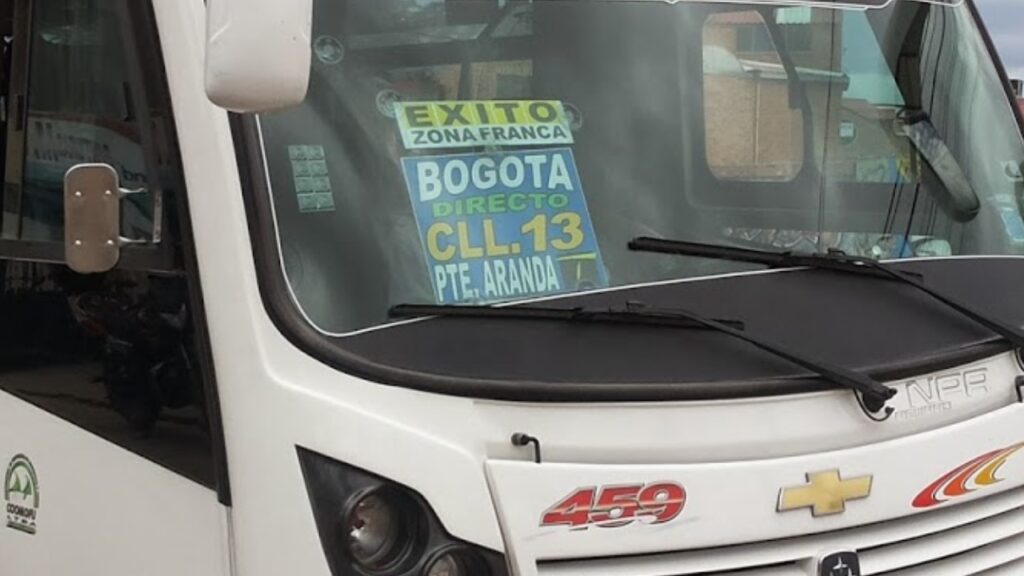 EXITO
ZONA FRANCA
BOGOTA
DIRECTO
CLL.13
PTE. ARANDA
NPR
459